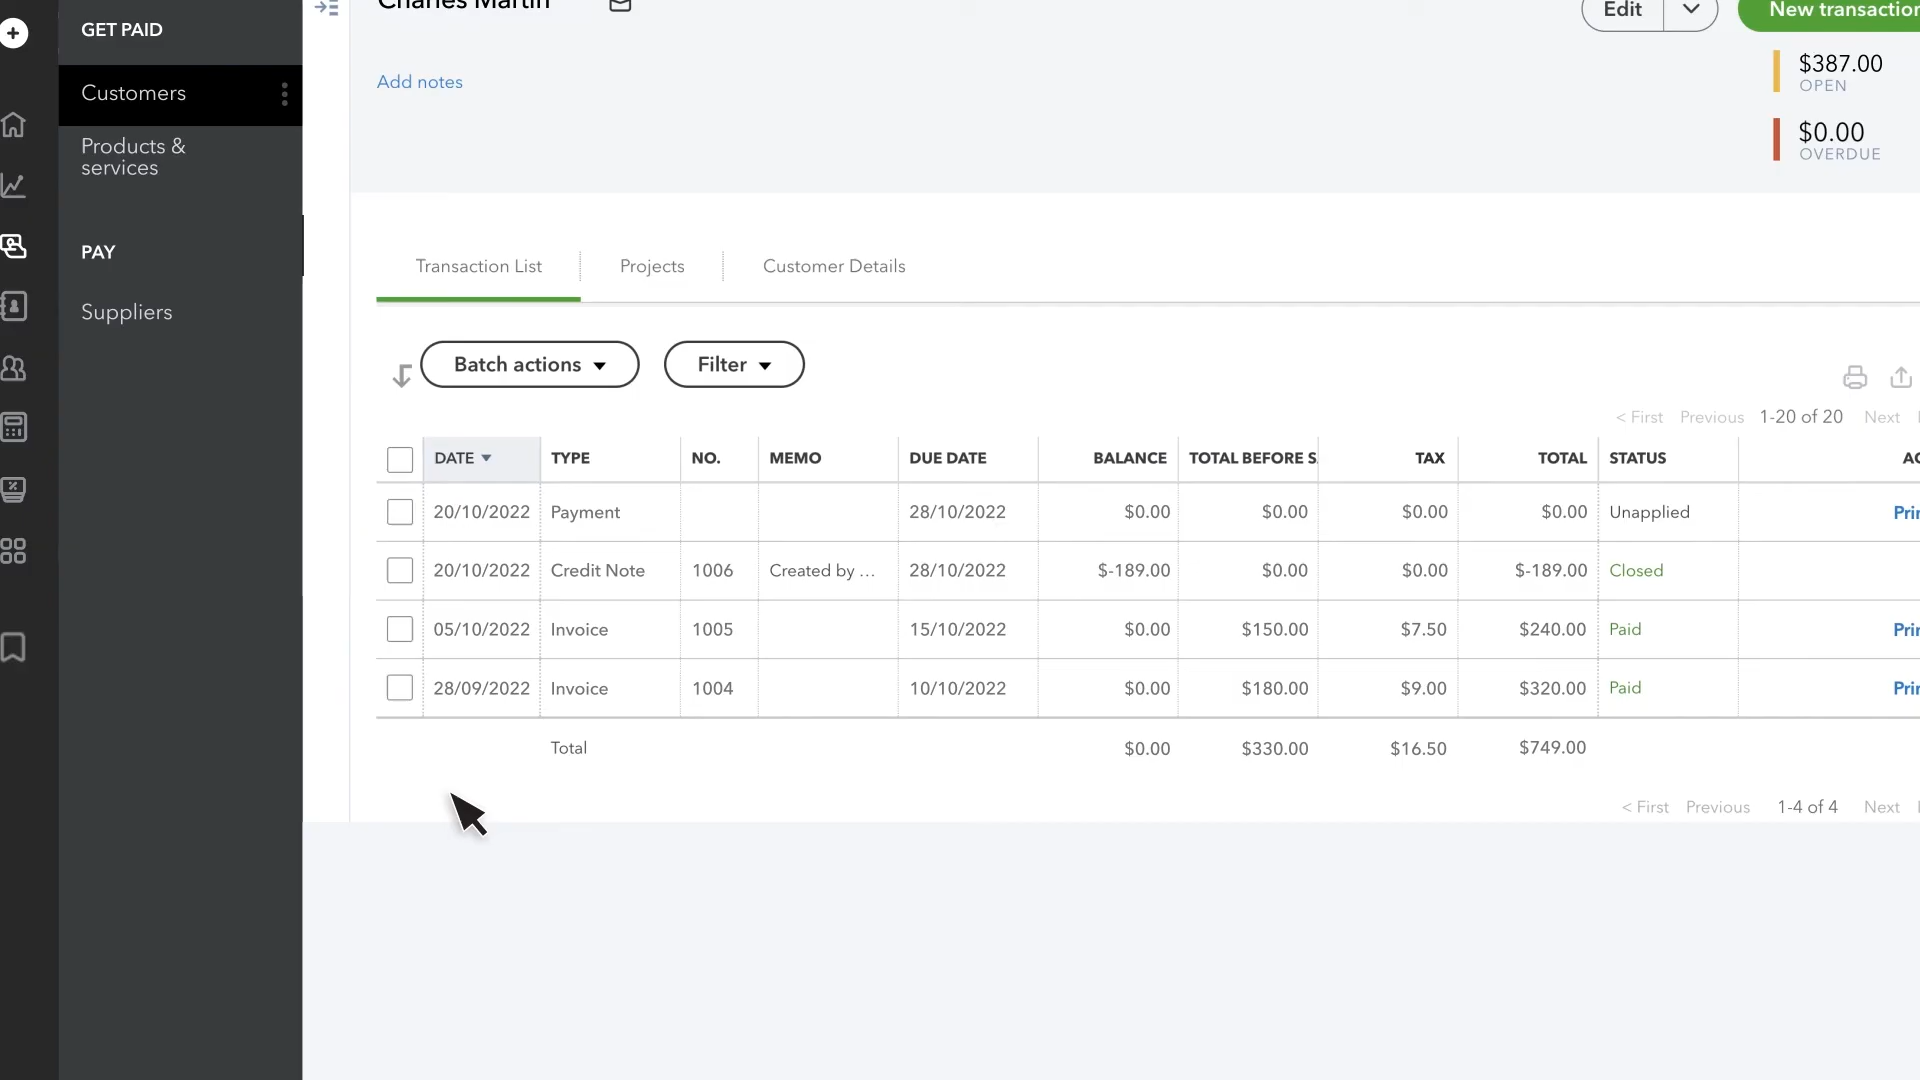 GET PAID
Customers
Products &
services
PAY
Suppliers
Charles Martin
Edit
New transaction
Add notes
$387.00
OPEN
$0.00
OVERDUE
Transaction List
Projects
Customer Details
Batch actions
Filter
< First Previous 1-20 of 20 Next
DATE TYPE NO. MEMO DUE DATE BALANCE TOTAL BEFORE S TAX TOTAL STATUS AC
20/10/2022 Payment 28/10/2022 $0.00 $0.00 $0.00 $0.00 Unapplied Prin
20/10/2022 Credit Note 1006 Created by ... 28/10/2022 $-189.00 $0.00 $0.00 $-189.00 Closed
05/10/2022 Invoice 1005 15/10/2022 $0.00 $150.00 $7.50 $240.00 Paid Prin
28/09/2022 Invoice 1004 10/10/2022 $0.00 $180.00 $9.00 $320.00 Paid Prin
Total $0.00 $330.00 $16.50 $749.00
< First Previous 1-4 of 4 Next